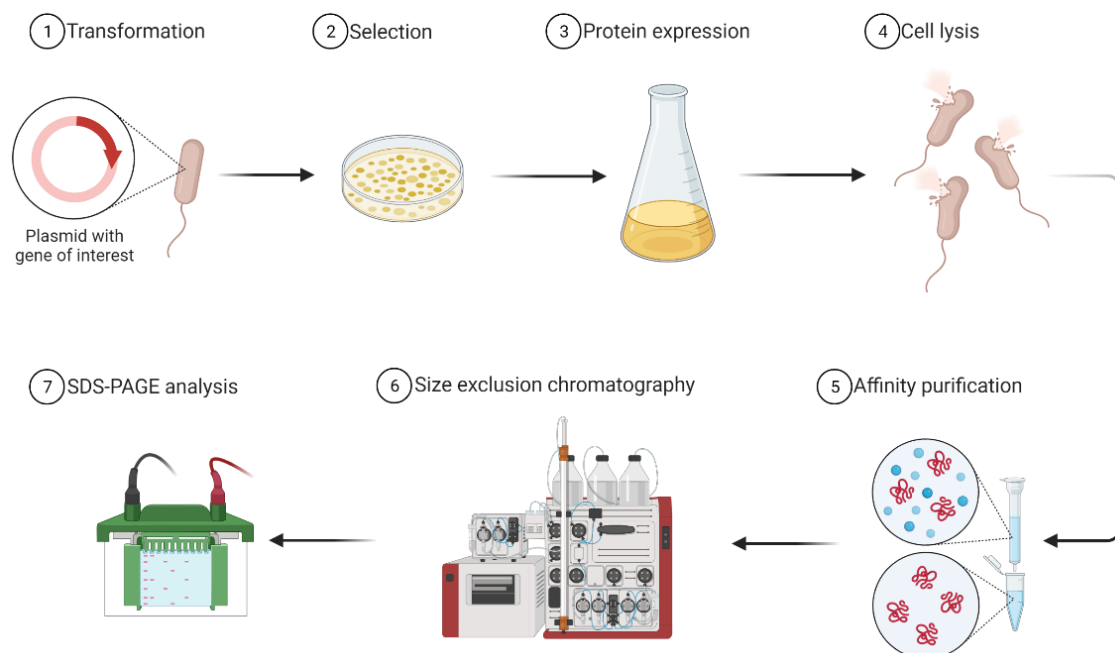 1 Transformation
2 Selection
3 Protein expression
4 Cell lysis
Plasmid with
gene of interest
5 Affinity purification
6 Size exclusion chromatography
7 SDS-PAGE analysis